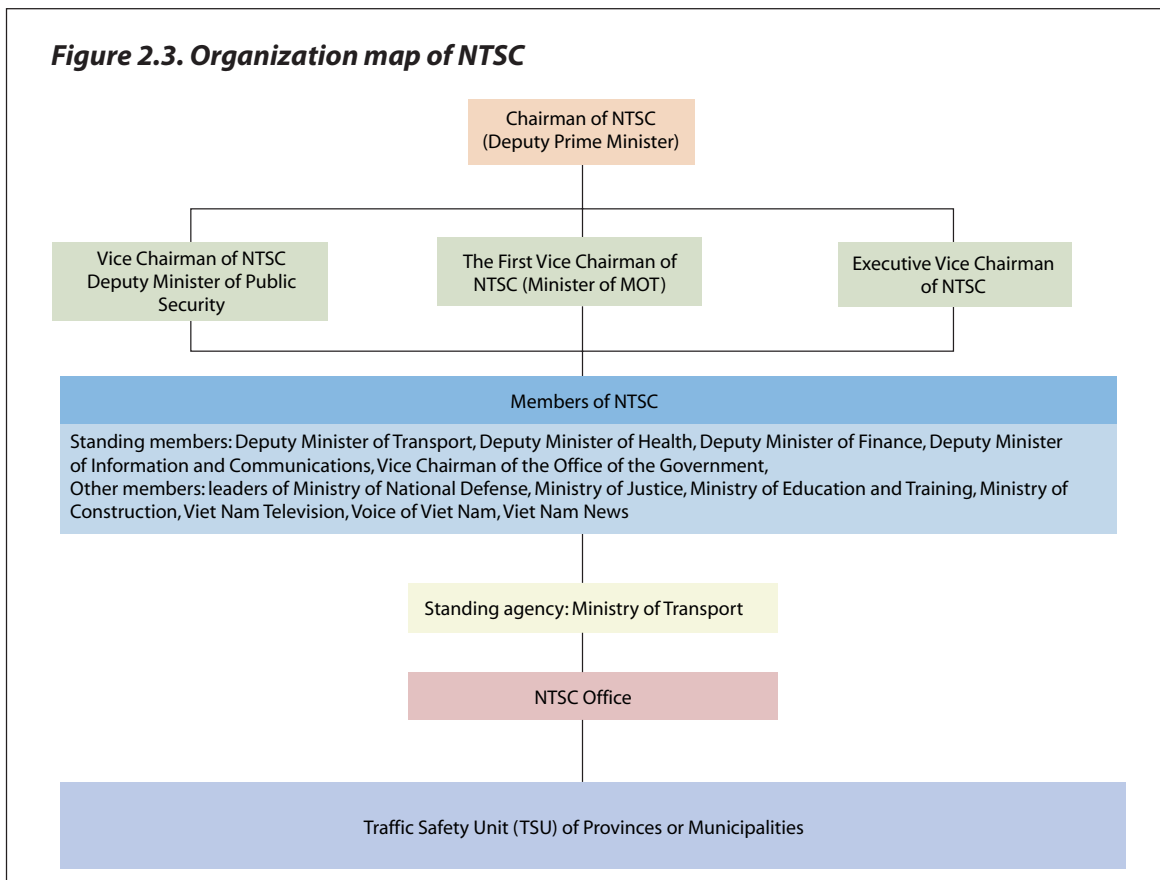 Figure 2.3. Organization map of NTSC
Chairman of NTSC
(Deputy Prime Minister)
Vice Chairman of NTSC
Deputy Minister of Public
Security
The First Vice Chairman of
NTSC (Minister of MOT)
Executive Vice Chairman
of NTSC
Members of NTSC
Standing members: Deputy Minister of Transport, Deputy Minister of Health, Deputy Minister of Finance, Deputy Minister
of Information and Communications, Vice Chairman of the Office of the Government,
Other members: leaders of Ministry of National Defense, Ministry of Justice, Ministry of Education and Training, Ministry of
Construction, Viet Nam Television, Voice of Viet Nam, Viet Nam News
Standing agency: Ministry of Transport
NTSC Office
Traffic Safety Unit (TSU) of Provinces or Municipalities